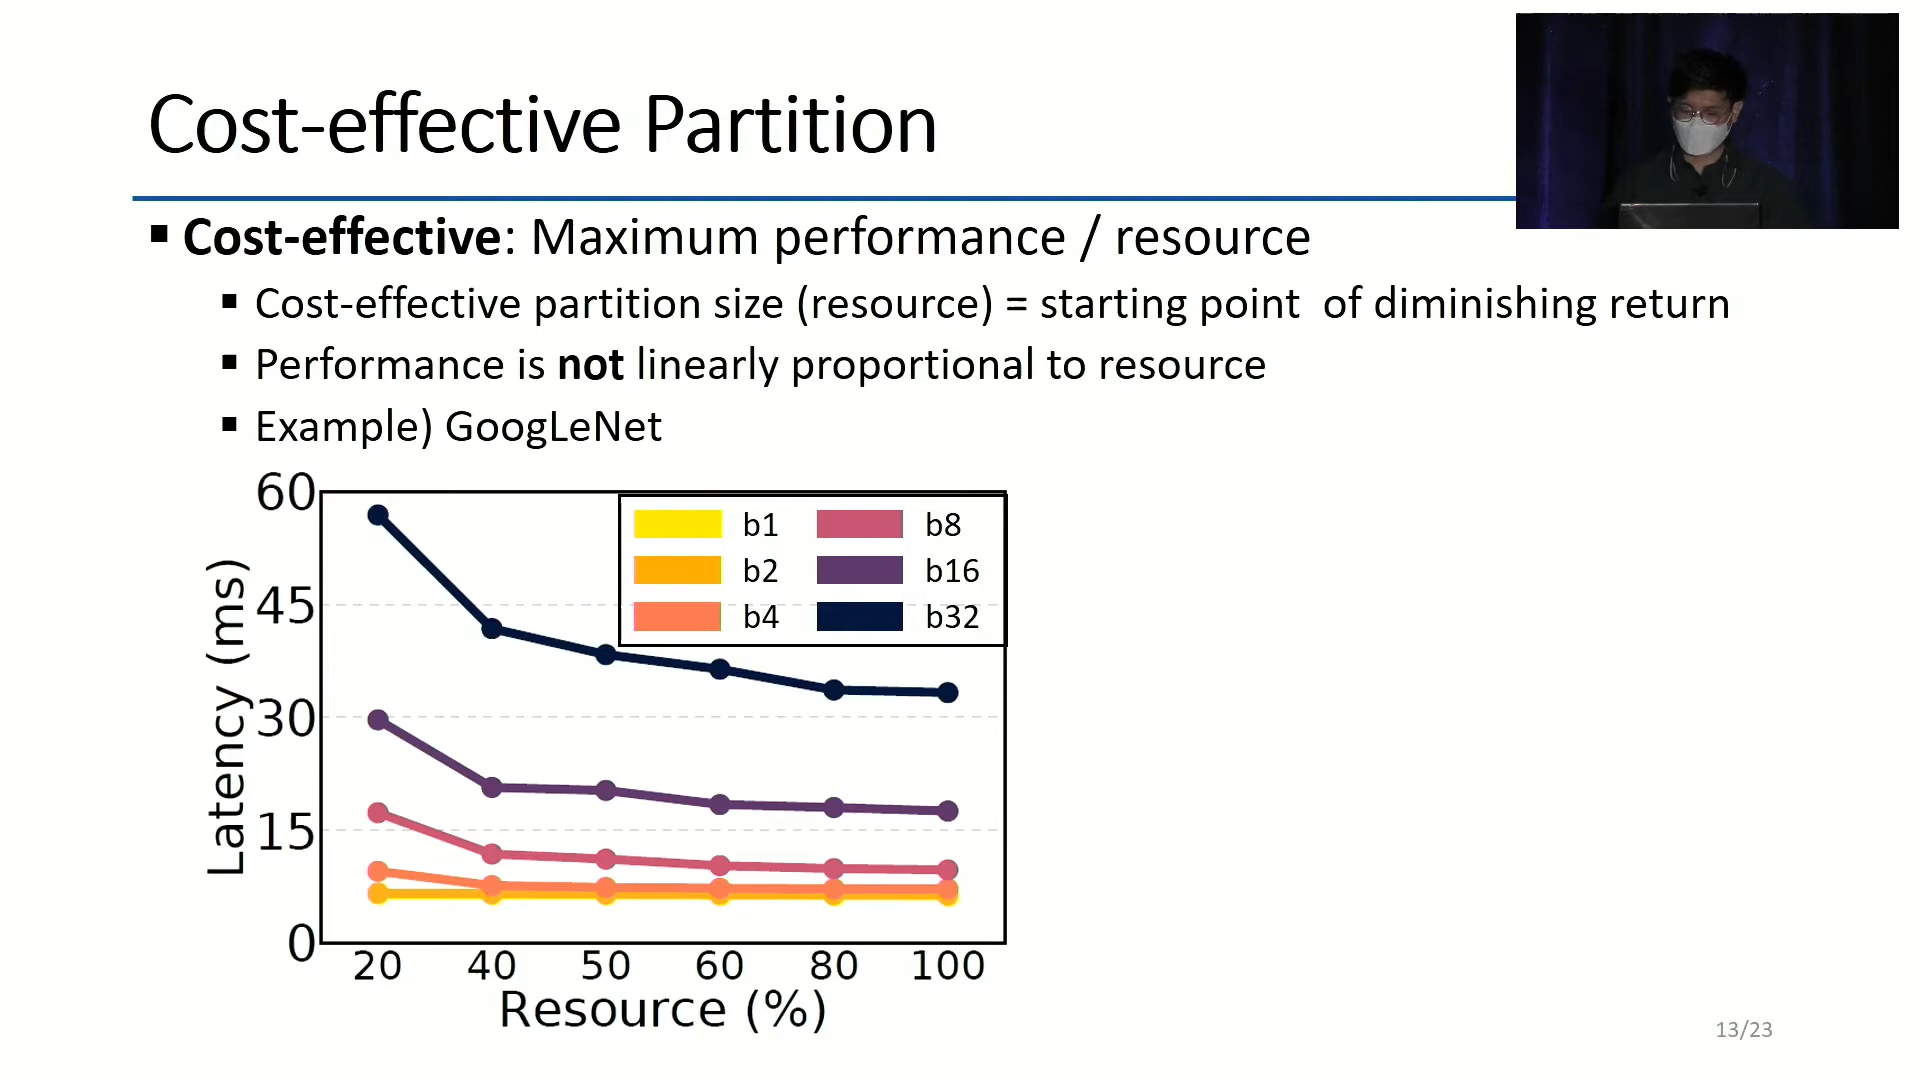 Cost-effective Partition
▪ Cost-effective: Maximum performance / resource
▪ Cost-effective partition size (resource) = starting point of diminishing return
▪ Performance is not linearly proportional to resource
▪ Example) GoogLeNet
60
45
30
15
0
Latency (ms)
b1 b8
b2 b16
b4 b32
20 40 50 60 80 100
Resource (%)
13/23